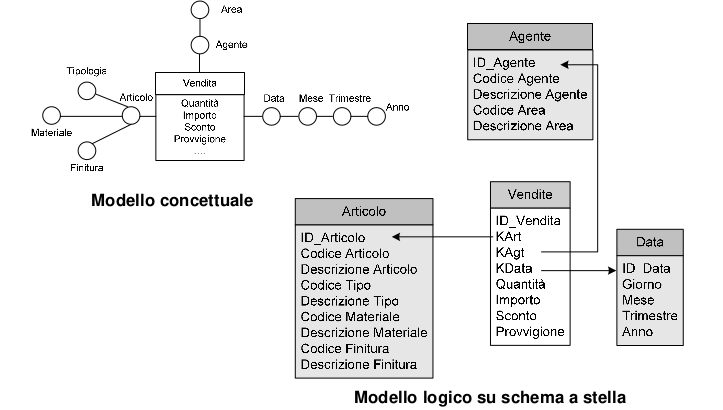 Area
Agente
Tipologia
Articolo
Materiale
Finitura
Vendita
Quantità
Importo
Sconto
Provvigione
....
Data
Mese
Trimestre
Anno
Modello concettuale
Agente
ID_Agente
Codice Agente
Descrizione Agente
Codice Area
Descrizione Area
Articolo
ID_Articolo
Codice Articolo
Descrizione Articolo
Codice Tipo
Descrizione Tipo
Codice Materiale
Descrizione Materiale
Codice Finitura
Descrizione Finitura
Vendite
ID_Vendita
KArt
KAgt
KData
Quantità
Importo
Sconto
Provvigione
Data
ID_Data
Giorno
Mese
Trimestre
Anno
Modello logico su schema a stella